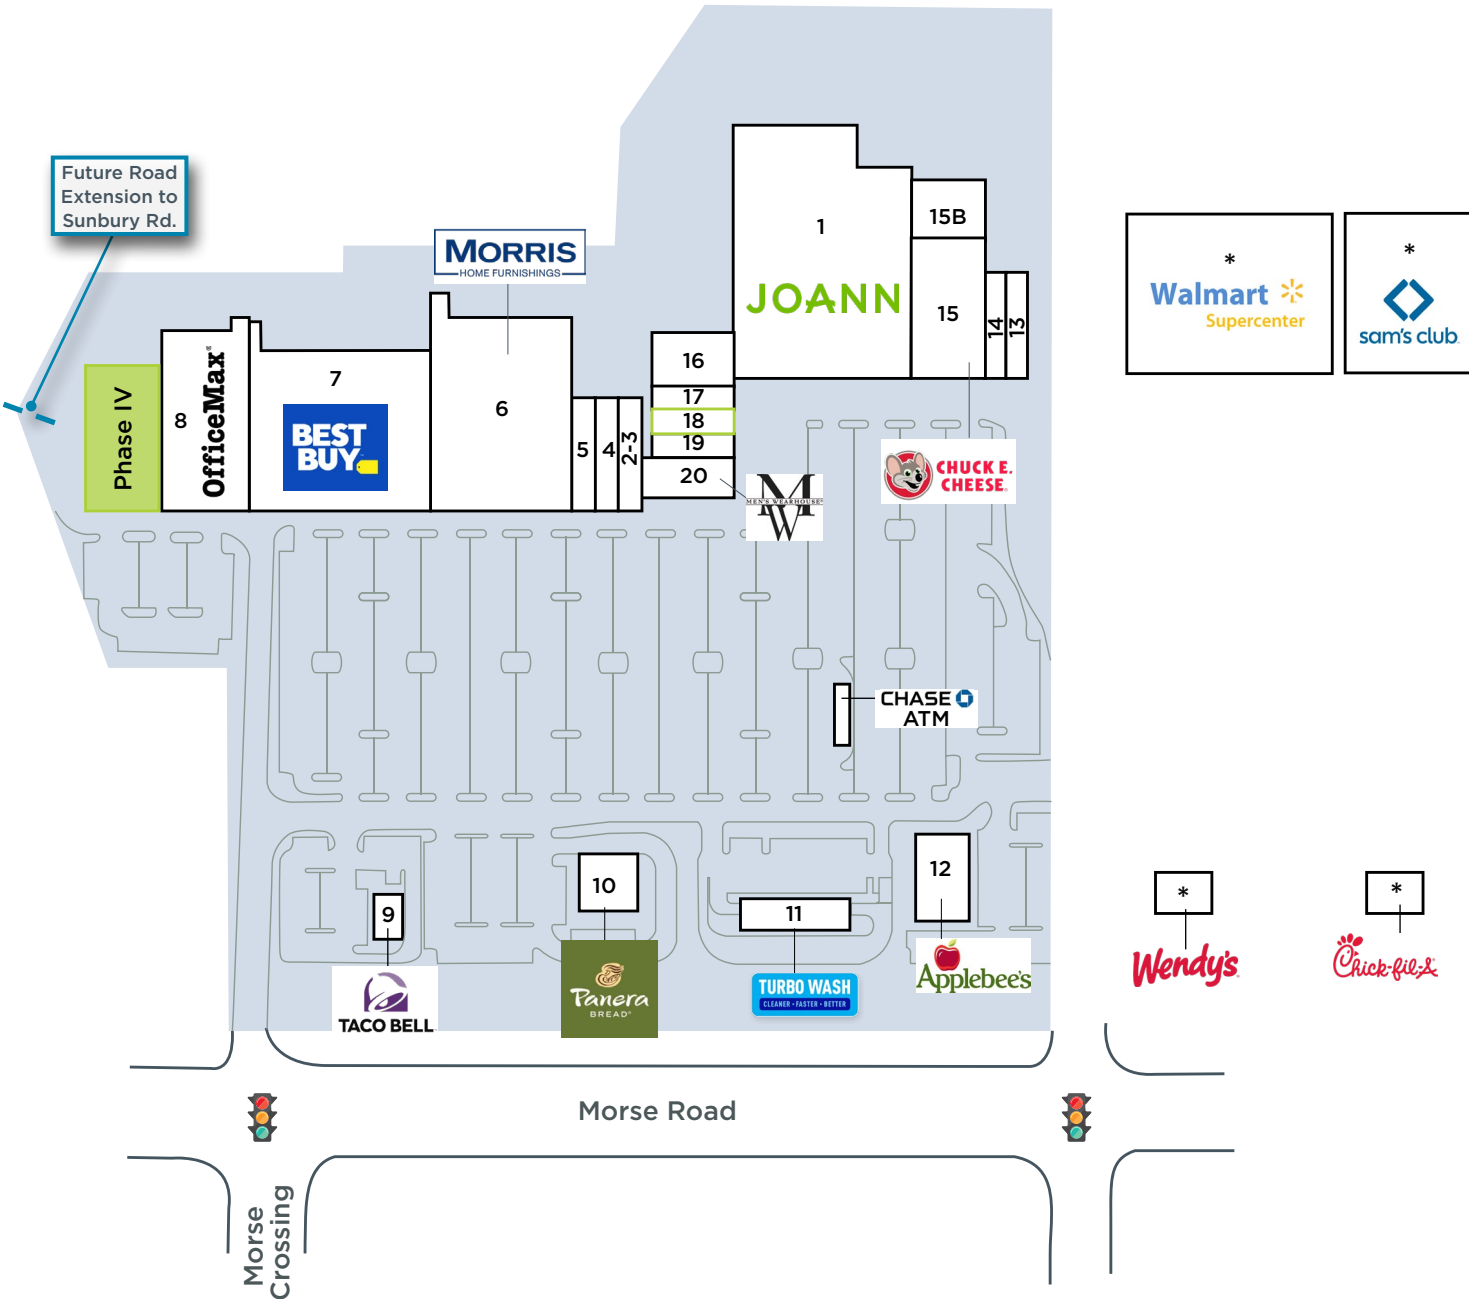 Future Road
Extension to
Sunbury Rd.
MORRIS
HOME FURNISHINGS
1
JOANN
15B
15
14
13
*
Walmart
Supercenter
*
sam's club
Phase IV
8
OfficeMax®
7
BEST
BUY
6
5
4
2-3
16
17
18
19
20
M
MEN'S WEARHOUSE®
W
CHUCK E.
CHEESE
CHASE
ATM
9
TACO BELL
10
Panera
BREAD®
11
TURBO WASH
CLEANER • FASTER • BETTER
12
Applebee's
*
Wendy's
*
Chick-fil-A
Morse Road
Morse
Crossing